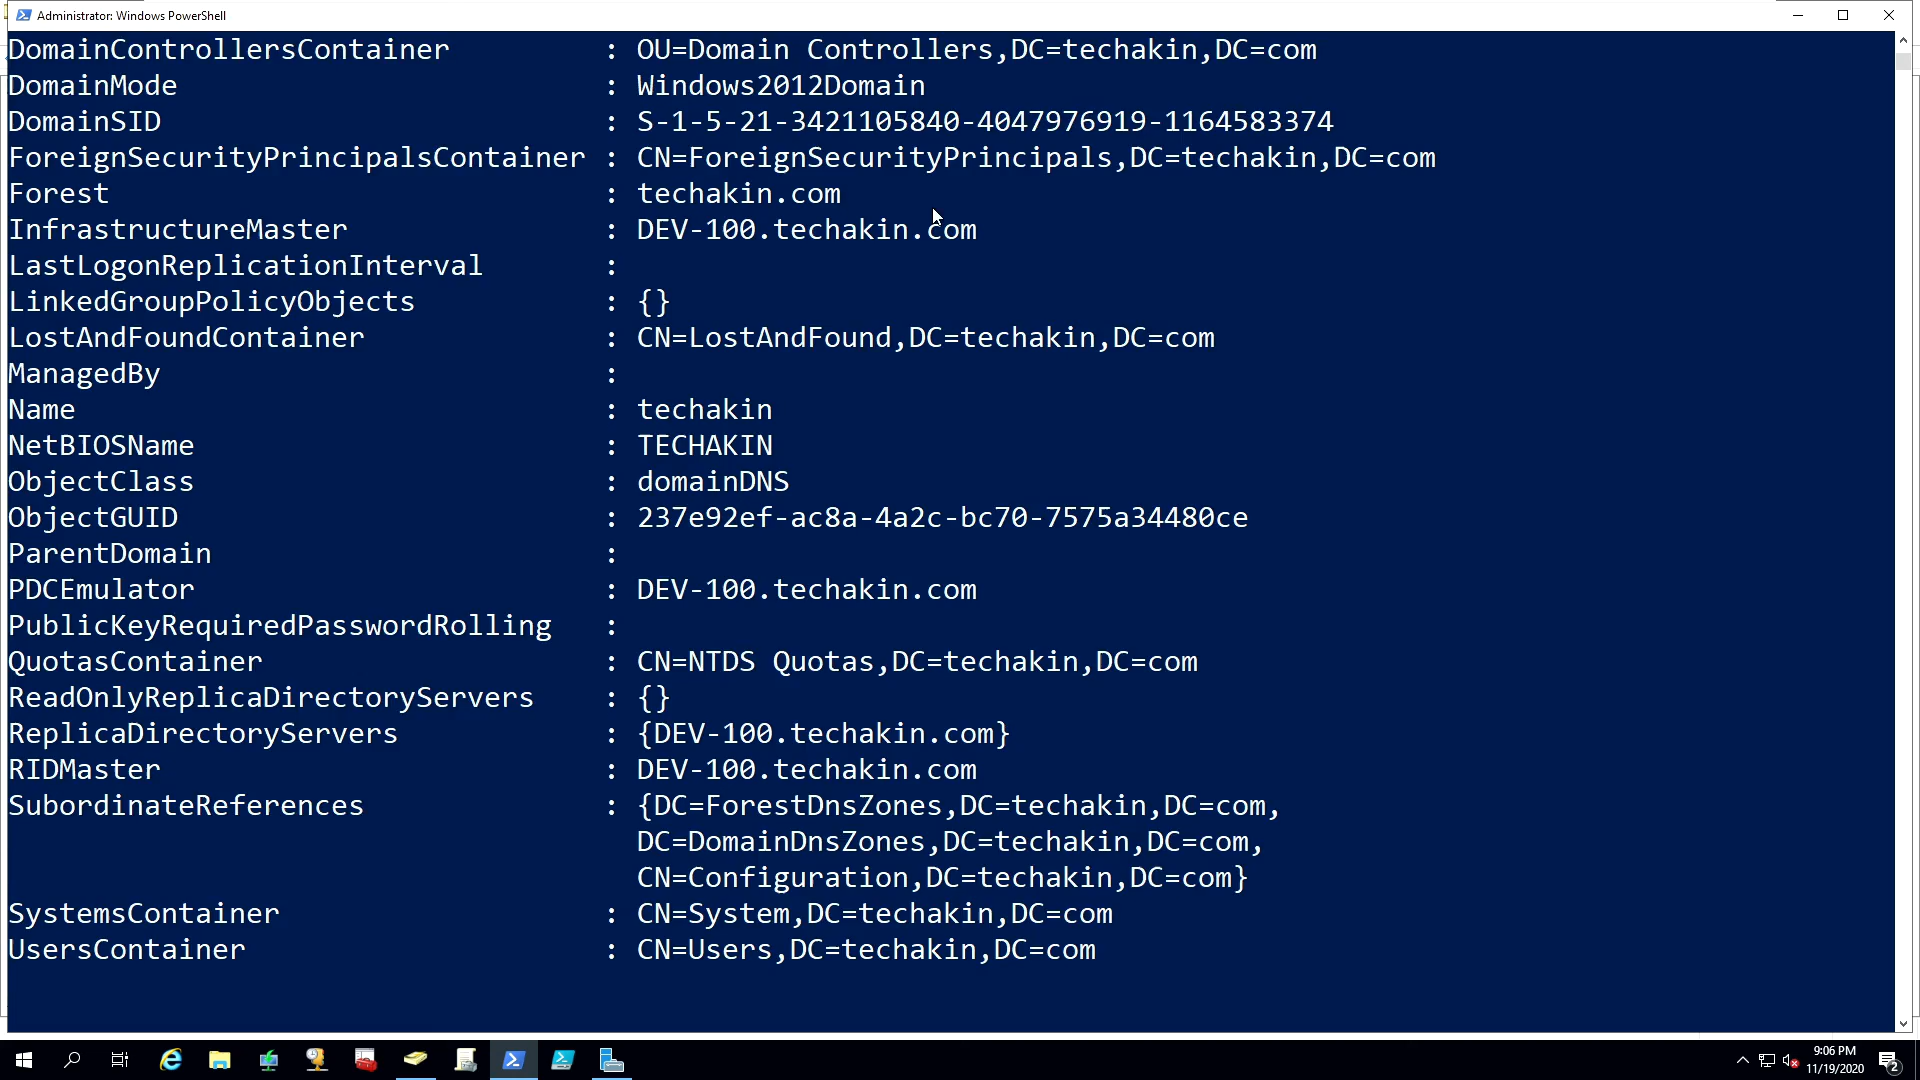 Administrator: Windows PowerShell
DomainControllersContainer : OU=Domain Controllers,DC=techakin,DC=com
DomainMode : Windows2012Domain
DomainSID : S-1-5-21-3421105840-4047976919-1164583374
ForeignSecurityPrincipalsContainer : CN=ForeignSecurityPrincipals,DC=techakin,DC=com
Forest : techakin.com
InfrastructureMaster : DEV-100.techakin.com
LastLogonReplicationInterval :
LinkedGroupPolicyObjects : {}
LostAndFoundContainer : CN=LostAndFound,DC=techakin,DC=com
ManagedBy :
Name : techakin
NetBIOSName : TECHAKIN
ObjectClass : domainDNS
ObjectGUID : 237e92ef-ac8a-4a2c-bc70-7575a34480ce
ParentDomain :
PDCEmulator : DEV-100.techakin.com
PublicKeyRequiredPasswordRolling :
QuotasContainer : CN=NTDS Quotas,DC=techakin,DC=com
ReadOnlyReplicaDirectoryServers : {}
ReplicaDirectoryServers : {DEV-100.techakin.com}
RIDMaster : DEV-100.techakin.com
SubordinateReferences : {DC=ForestDnsZones,DC=techakin,DC=com,
DC=DomainDnsZones,DC=techakin,DC=com,
CN=Configuration,DC=techakin,DC=com}
SystemsContainer : CN=System,DC=techakin,DC=com
UsersContainer : CN=Users,DC=techakin,DC=com
9:06 PM
11/19/2020
2